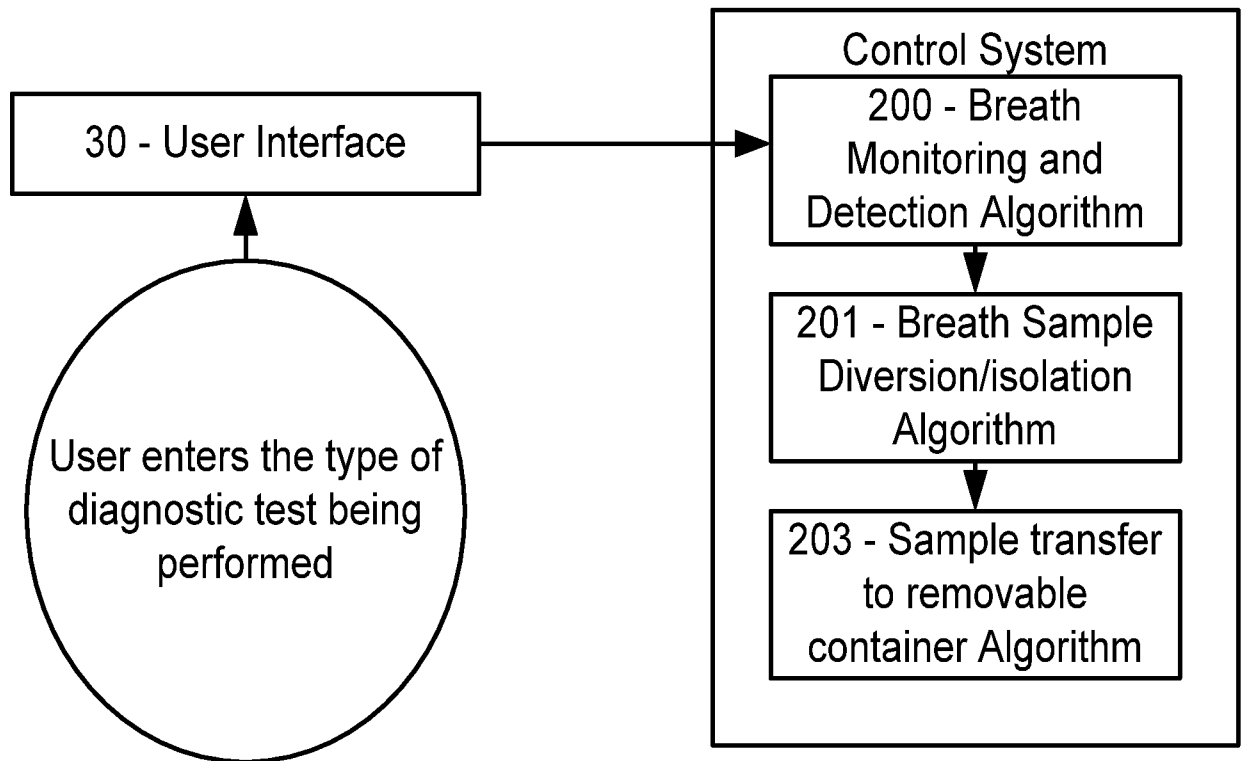 30 - User Interface
User enters the type of
diagnostic test being
performed
Control System
200 - Breath
Monitoring and
Detection Algorithm
201 - Breath Sample
Diversion/isolation
Algorithm
203 - Sample transfer
to removable
container Algorithm